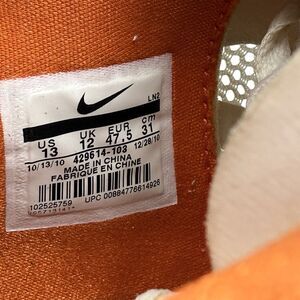 LN2
US UK EUR cm
13 12 47.5 31
10/13/10 429614-103 12/28/10
MADE IN CHINA
FABRIQUE EN CHINE
102525759 UPC 00884776614926